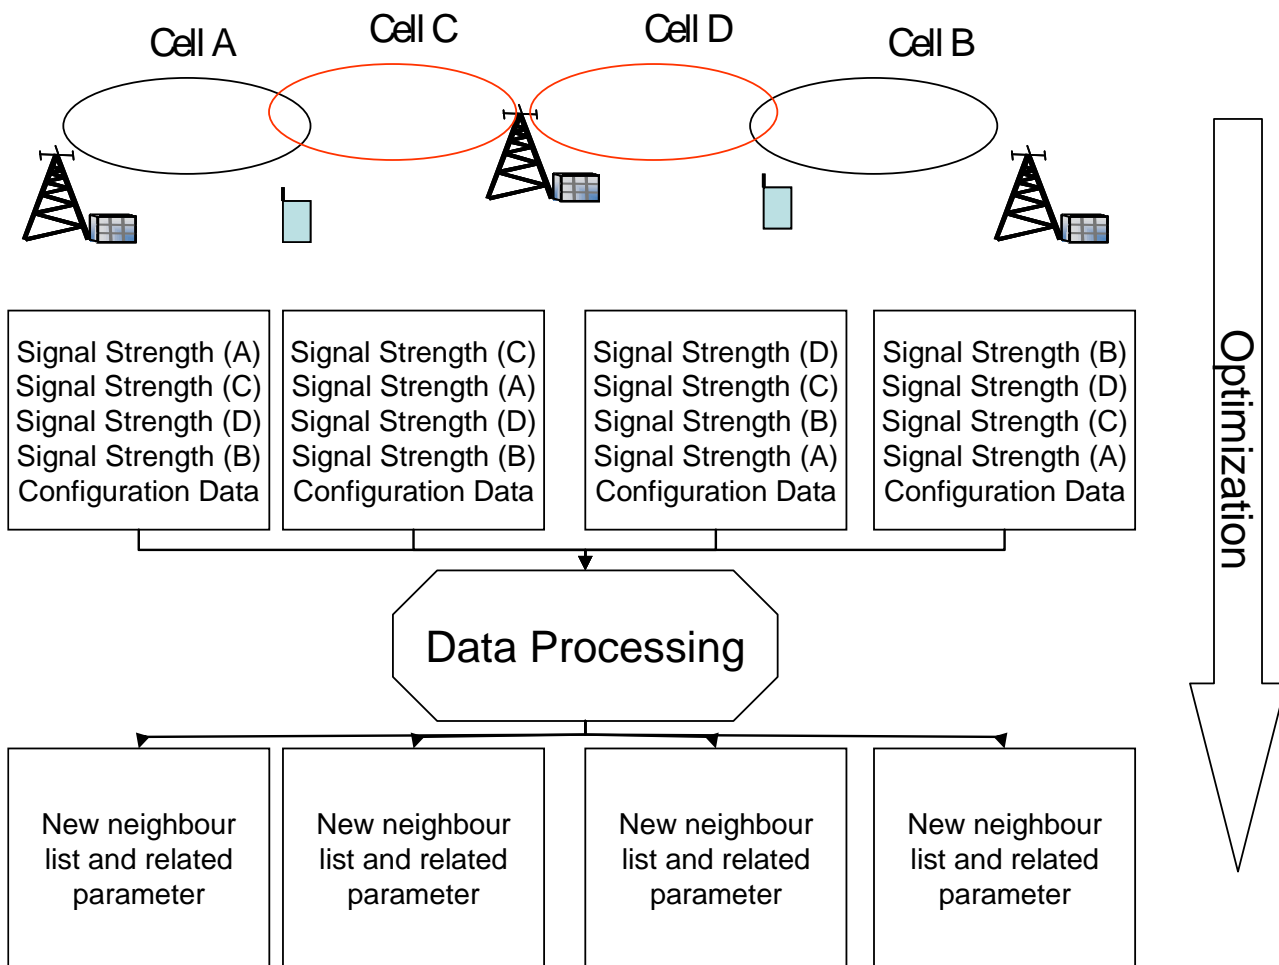 Cell A
Cell C
Cell D
Cell B
Signal Strength (A)
Signal Strength (C)
Signal Strength (D)
Signal Strength (B)
Configuration Data
Signal Strength (C)
Signal Strength (A)
Signal Strength (D)
Signal Strength (B)
Configuration Data
Signal Strength (D)
Signal Strength (C)
Signal Strength (B)
Signal Strength (A)
Configuration Data
Signal Strength (B)
Signal Strength (D)
Signal Strength (C)
Signal Strength (A)
Configuration Data
Optimization
Data Processing
New neighbour
list and related
parameter
New neighbour
list and related
parameter
New neighbour
list and related
parameter
New neighbour
list and related
parameter